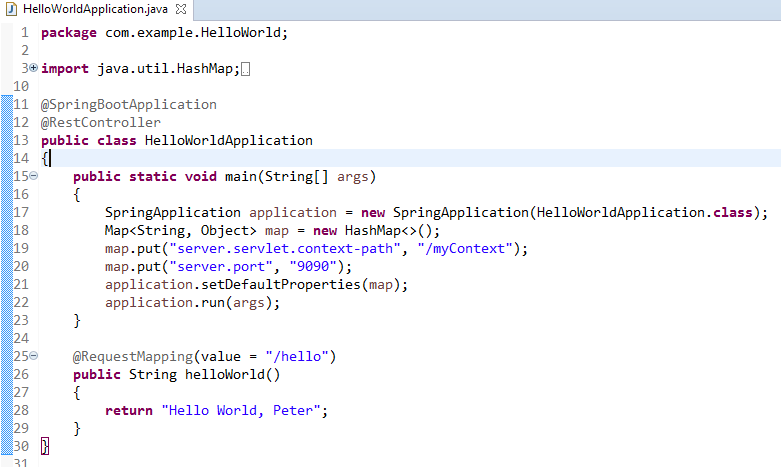 HelloWorldApplication.java
1 package com.example.HelloWorld;
2
3 import java.util.HashMap;
10
11 @SpringBootApplication
12 @RestController
13 public class HelloWorldApplication
14 {
15     public static void main(String[] args)
16     {
17         SpringApplication application = new SpringApplication(HelloWorldApplication.class);
18         Map<String, Object> map = new HashMap<>();
19         map.put("server.servlet.context-path", "/myContext");
20         map.put("server.port", "9090");
21         application.setDefaultProperties(map);
22         application.run(args);
23     }
24
25     @RequestMapping(value = "/hello")
26     public String helloWorld()
27     {
28         return "Hello World, Peter";
29     }
30 }
31